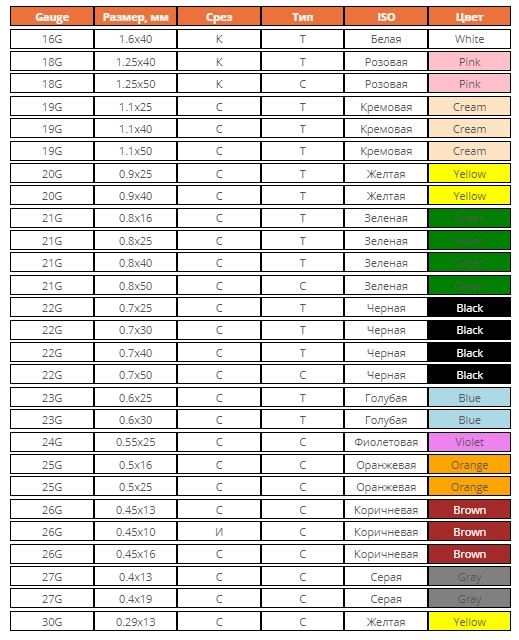 Gauge Размер, мм Срез Тип ISO Цвет
16G 1.6x40 К Т Белая White
18G 1.25x40 К Т Розовая Pink
18G 1.25x50 К С Розовая Pink
19G 1.1x25 С Т Кремовая Cream
19G 1.1x40 С Т Кремовая Cream
19G 1.1x50 С Т Кремовая Cream
20G 0.9x25 С Т Желтая Yellow
20G 0.9x40 С Т Желтая Yellow
21G 0.8x16 С Т Зеленая Green
21G 0.8x25 С Т Зеленая Green
21G 0.8x40 С Т Зеленая Green
21G 0.8x50 С С Зеленая Green
22G 0.7x25 С Т Черная Black
22G 0.7x30 С Т Черная Black
22G 0.7x40 С Т Черная Black
22G 0.7x50 С С Черная Black
23G 0.6x25 С Т Голубая Blue
23G 0.6x30 С Т Голубая Blue
24G 0.55x25 С С Фиолетовая Violet
25G 0.5x16 С С Оранжевая Orange
25G 0.5x25 С С Оранжевая Orange
26G 0.45x13 С С Коричневая Brown
26G 0.45x10 И С Коричневая Brown
26G 0.45x16 С С Коричневая Brown
27G 0.4x13 С С Серая Gray
27G 0.4x19 С С Серая Gray
30G 0.29x13 С С Желтая Yellow